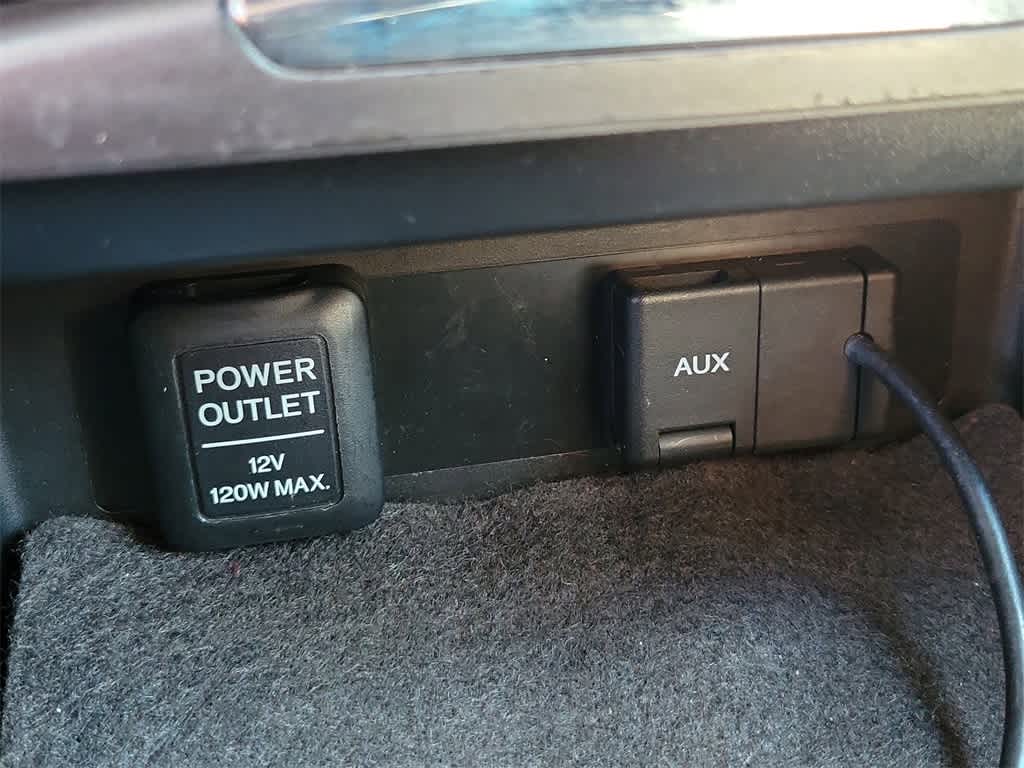 POWER
OUTLET
12V
120W MAX.
AUX